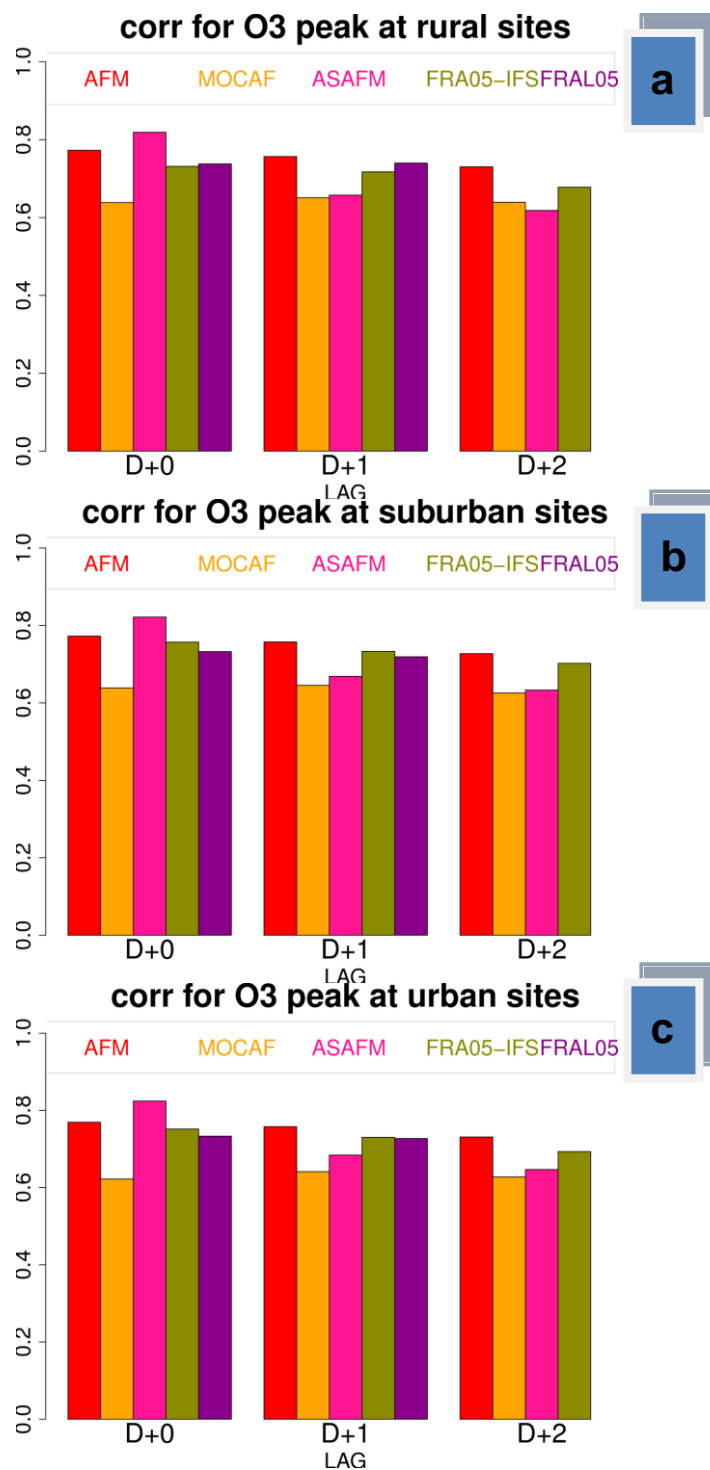 corr for O3 peak at rural sites
a
1.0
AFM MOCAF ASAFM FRA05-IFS FRAL05
0.8
0.6
0.4
0.2
0.0
D+0 D+1 D+2
LAG
corr for O3 peak at suburban sites
b
1.0
AFM MOCAF ASAFM FRA05-IFS FRAL05
0.8
0.6
0.4
0.2
0.0
D+0 D+1 D+2
LAG
corr for O3 peak at urban sites
c
1.0
AFM MOCAF ASAFM FRA05-IFS FRAL05
0.8
0.6
0.4
0.2
0.0
D+0 D+1 D+2
LAG